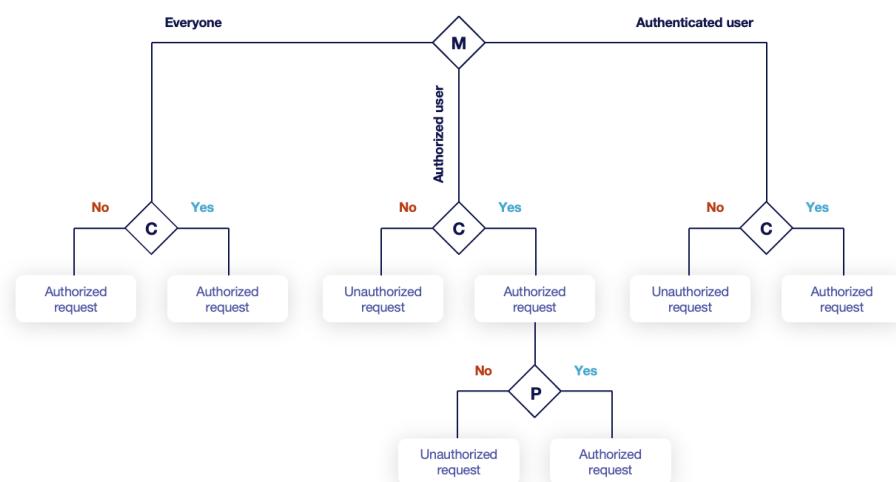 Everyone
M
Authenticated user
Authorized user
No
C
Yes
No
C
Yes
No
C
Yes
Authorized
request
Authorized
request
Unauthorized
request
Authorized
request
Unauthorized
request
Authorized
request
No
P
Yes
Unauthorized
request
Authorized
request